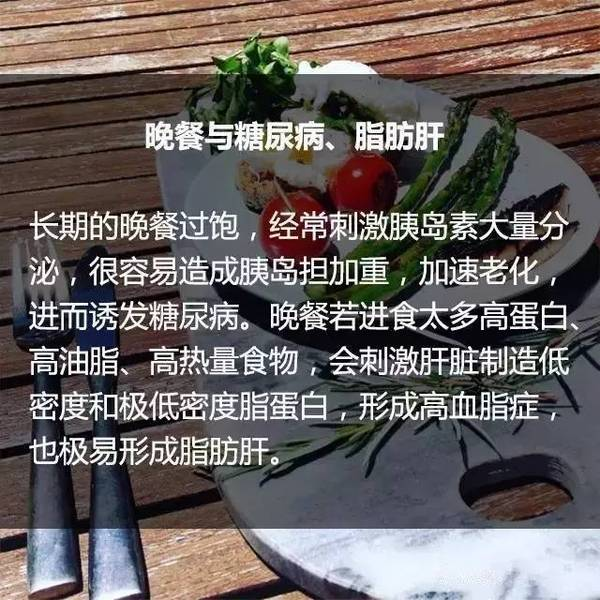 晚餐与糖尿病、脂肪肝
长期的晚餐过饱，经常刺激胰岛素大量分
泌，很容易造成胰岛担加重，加速老化，
进而诱发糖尿病。晚餐若进食太多高蛋白、
高油脂、高热量食物，会刺激肝脏制造低
密度和极低密度脂蛋白，形成高血脂症，
也极易形成脂肪肝。